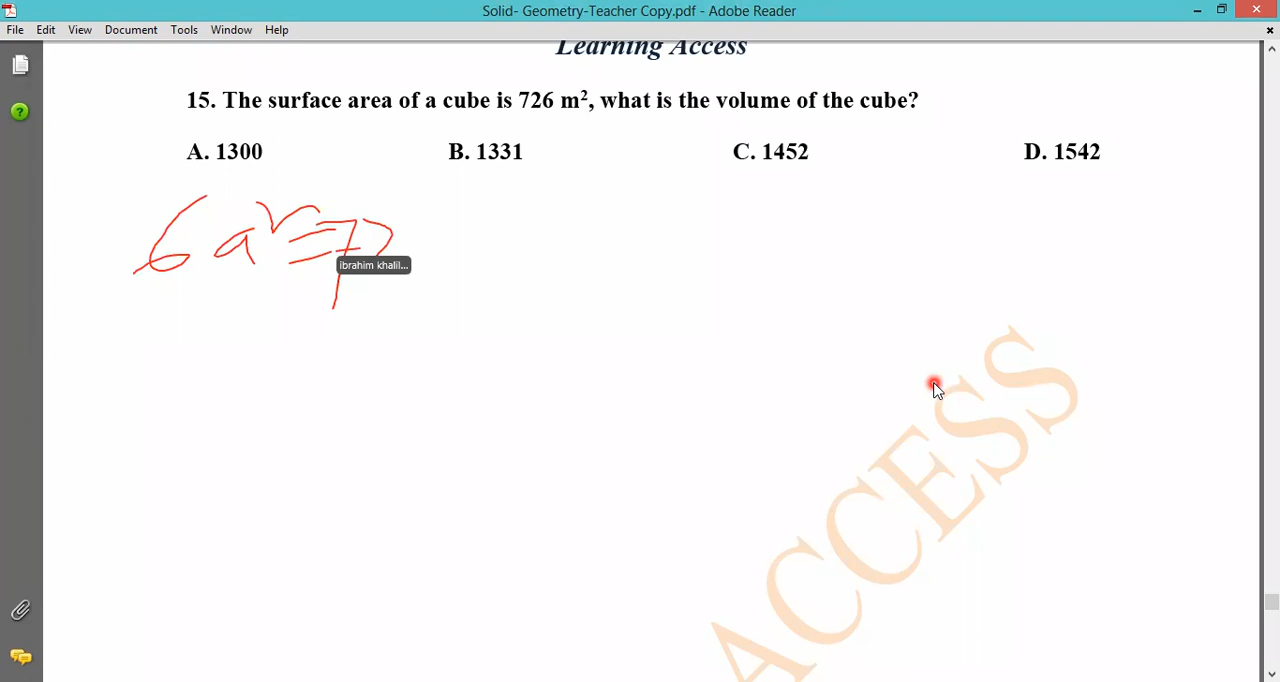 Solid- Geometry-Teacher Copy.pdf - Adobe Reader
File Edit View Document Tools Window Help
Learning Access
15. The surface area of a cube is 726 m², what is the volume of the cube?
A. 1300 B. 1331 C. 1452 D. 1542
6a² = 72
ibrahim khalil...
ACCESS